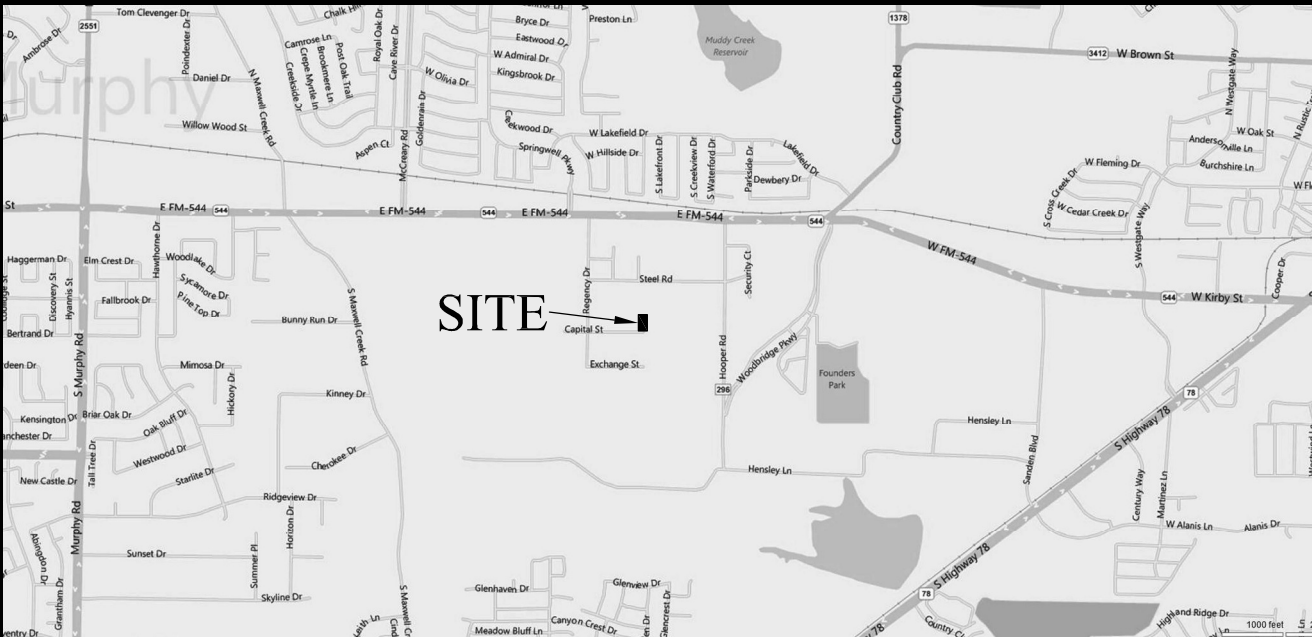 Tom Clevenger Dr
2551
Ambrose Dr
Poindexter Dr
Daniel Dr
Murphy
Willow Wood St
N Maxwell Creek Rd
Camrose Ln
Brookmere Ln
Crepe Myrtle Ln
Creekside Dr
Post Oak Trail
Royal Oak Dr
Cave River Dr
W Olivia Dr
Goldenrain Dr
McCreary Rd
Aspen Ct
Bryce Dr
Eastwood Dr
W Admiral Dr
Kingsbrook Dr
Preston Ln
Creekwood Dr
Springwell Pkwy
W Lakefield Dr
W Hillside Dr
S Lakefront Dr
S Creekview Dr
S Waterford Dr
Parkside Dr
Dewberry Dr
Lakefield Dr
Muddy Creek
Reservoir
1378
Country Club Rd
3412
W Brown St
N Westgate Way
W Oak St
Andersonville Ln
Burchshire Ln
W Fleming Dr
S Cross Creek Dr
W Cedar Creek Dr
S Westgate Way
St
E FM-544
544
E FM-544
544
E FM-544
E FM-544
544
W FM-544
544
W Kirby St
Cooper Dr
Haggerman Dr
Elm Crest Dr
Hawthorne Dr
Woodlake Dr
Sycamore Dr
Pine Top Dr
Discovery St
Hyannis St
Fallbrook Dr
Bertrand Dr
S Murphy Rd
Mimosa Dr
Hickory Dr
Bunny Run Dr
S Maxwell Creek Rd
Kinney Dr
SITE
Regency Dr
Steel Rd
Capital St
Exchange St
Security Ct
Hooper Rd
296
Woodbridge Pkwy
Founders
Park
Hensley Ln
Hensley Ln
Sanden Blvd
78
S Highway 78
Kensington Dr
Briar Oak Dr
Oak Bluff Dr
Westwood Dr
Starlite Dr
Tall Tree Dr
New Castle Dr
Cherokee Dr
Ridgeview Dr
Horizon Dr
Murphy Rd
Sunset Dr
Summer Pl
Skyline Dr
Abingdon Dr
Grantham Dr
S Maxwell C
Glenhaven Dr
Meadow Bluff Ln
Canyon Crest Dr
Glenview Dr
Glencrest Dr
Century Way
Martinez Ln
W Alanis Ln
Alanis Dr
S Highway 78
78
Highland Ridge Dr
1000 feet